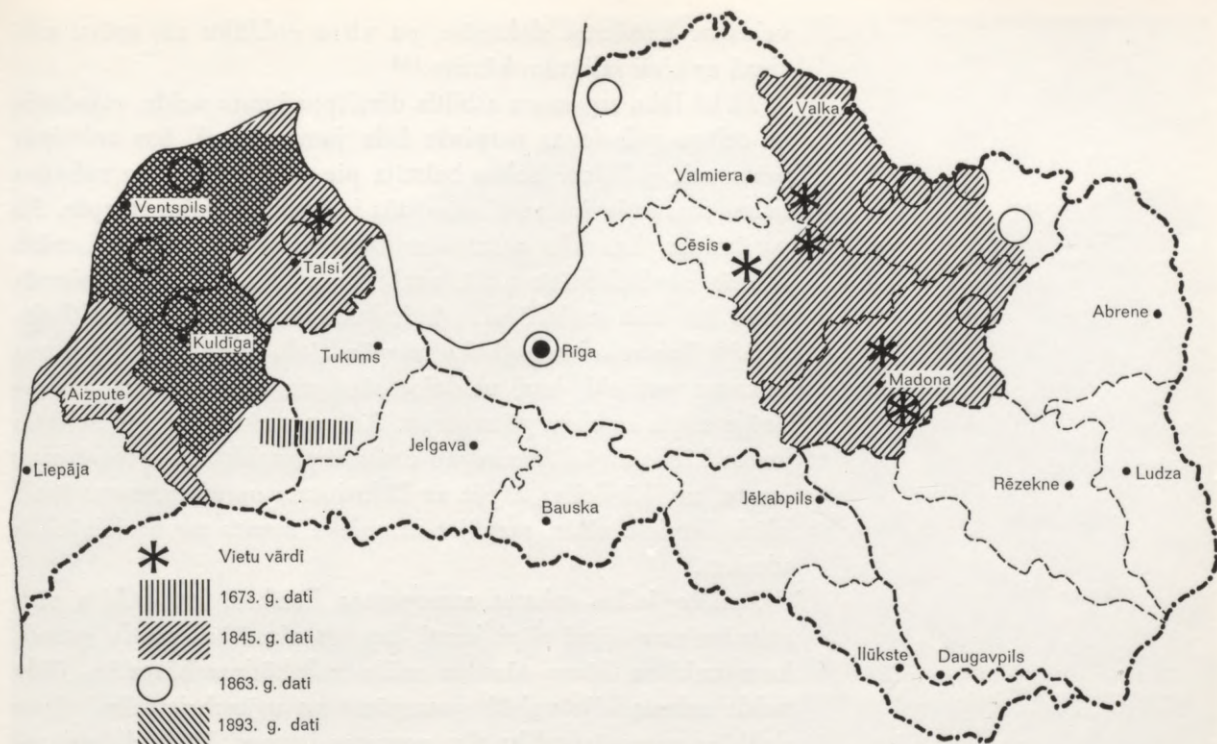 Valka
Valmiera
Ventspils
Cēsis
Talsi
Abrene
Kuldīga
Tukums
Rīga
Madona
Aizpute
Jelgava
Liepāja
Jēkabpils
Rēzekne
Ludza
Bauska
Vietu vārdi
1673. g. dati
1845. g. dati
Ilūkste
Daugavpils
1863. g. dati
1893. g. dati